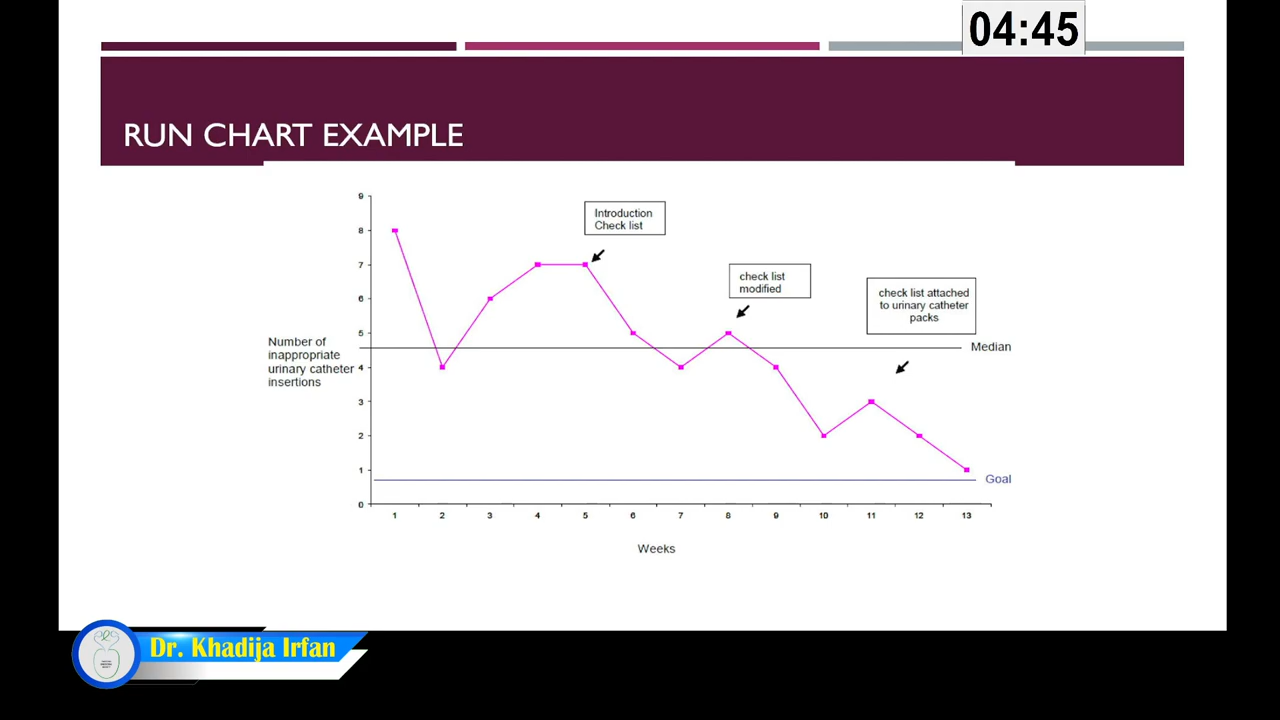 04:45
RUN CHART EXAMPLE
9
8
7
6
5
4
3
2
1
0
Introduction
Check list
check list
modified
check list attached
to urinary catheter
packs
Number of
inappropriate
urinary catheter
insertions
Median
Goal
1 2 3 4 5 6 7 8 9 10 11 12 13
Weeks
Dr. Khadija Irfan